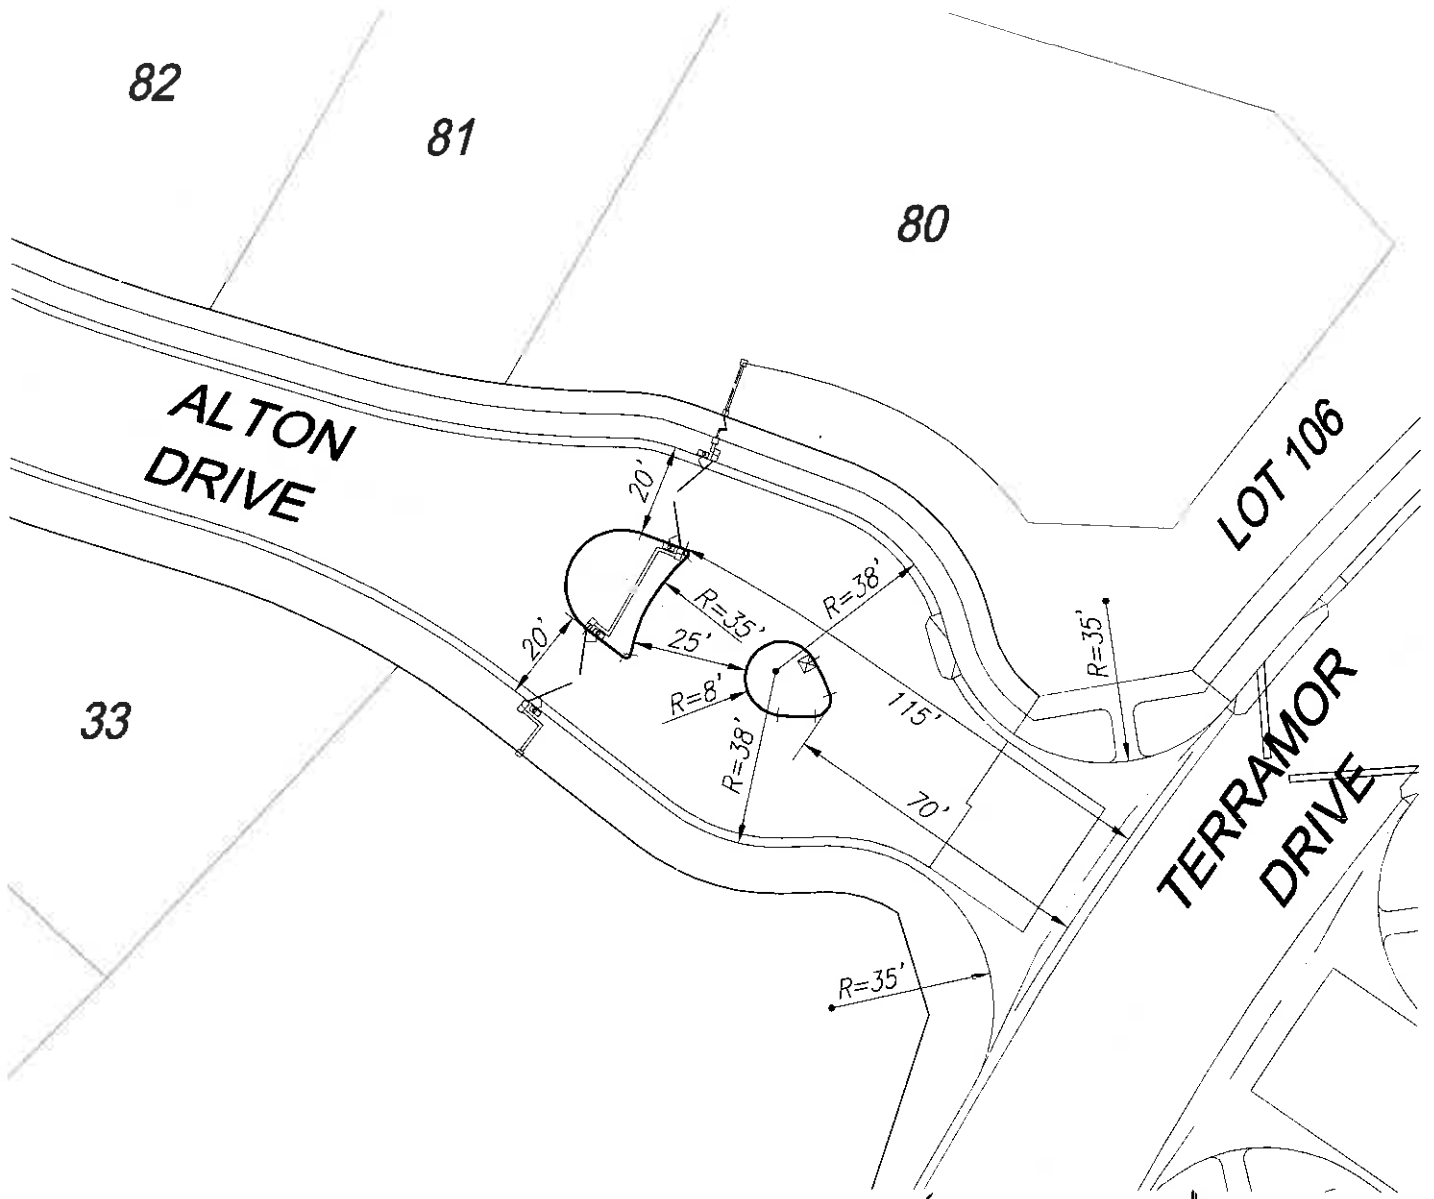 82
81
80
ALTON
DRIVE
LOT 106
20'
R=38'
R=35'
R=35'
20'
25'
R=8'
115'
R=38'
33
70'
TERRAMOR
DRIVE
R=35'